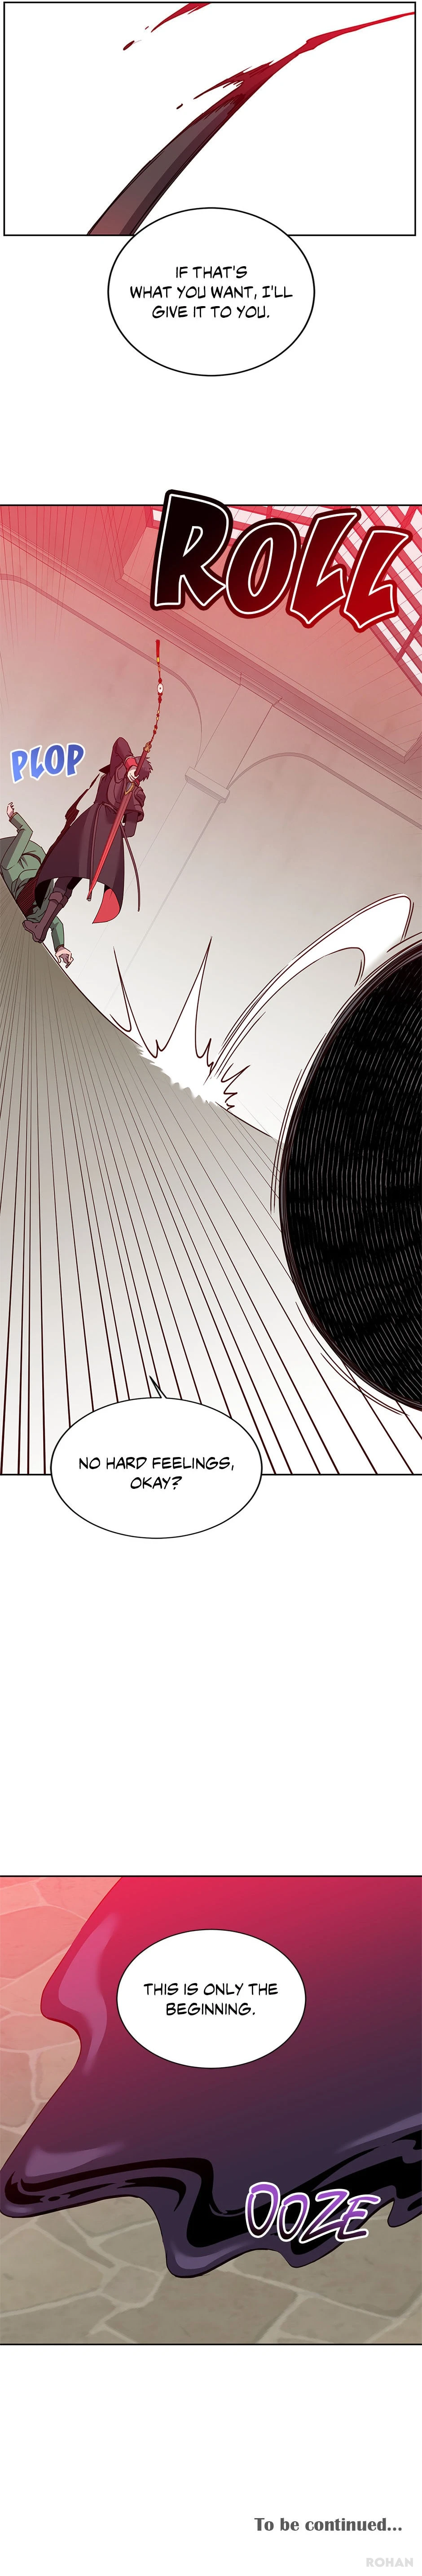 IF THAT'S
WHAT YOU WANT, I'LL
GIVE IT TO YOU.
ROLL
PLOP
NO HARD FEELINGS,
OKAY?
THIS IS ONLY THE
BEGINNING.
OOZE
To be continued...
ROHAN